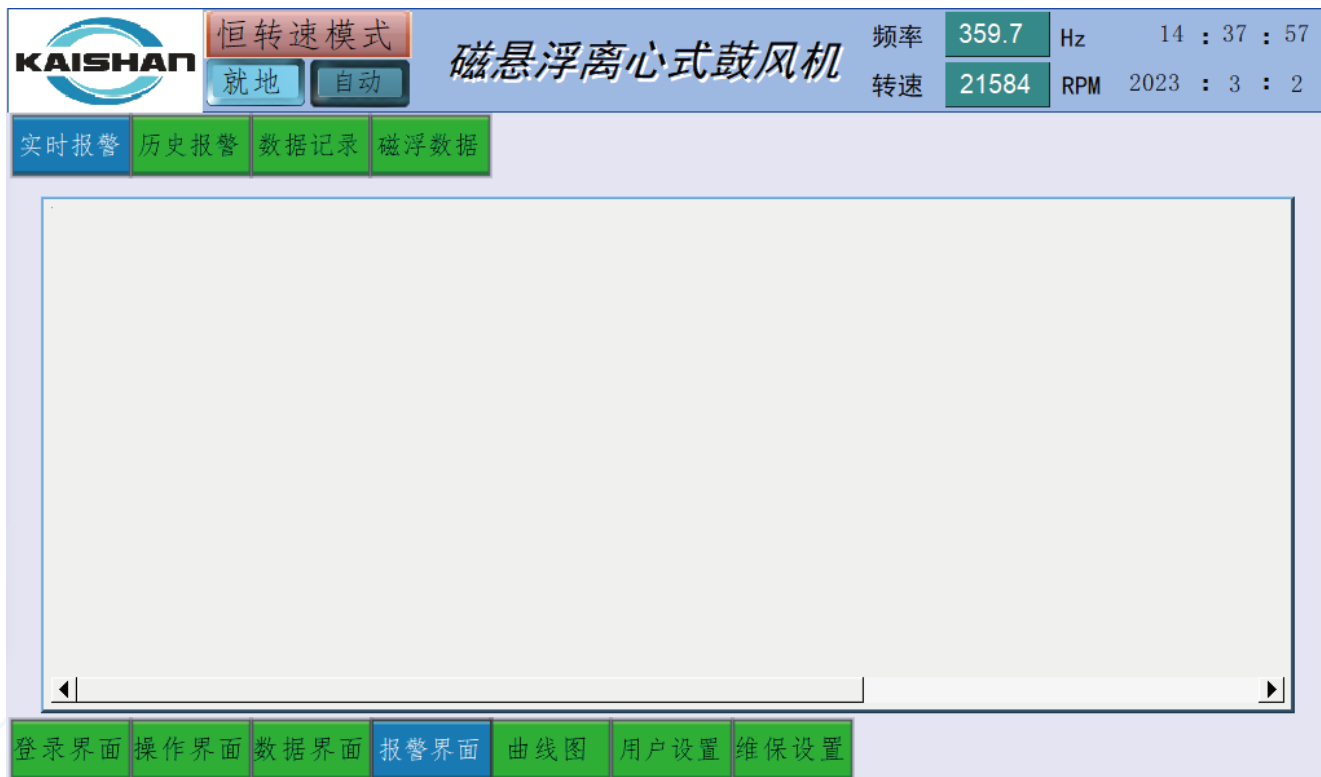 KAISHAN
恒转速模式
就地 自动
磁悬浮离心式鼓风机
频率 359.7 Hz 14 : 37 : 57
转速 21584 RPM 2023 : 3 : 2
实时报警 历史报警 数据记录 磁浮数据
登录界面 操作界面 数据界面 报警界面 曲线图 用户设置 维保设置